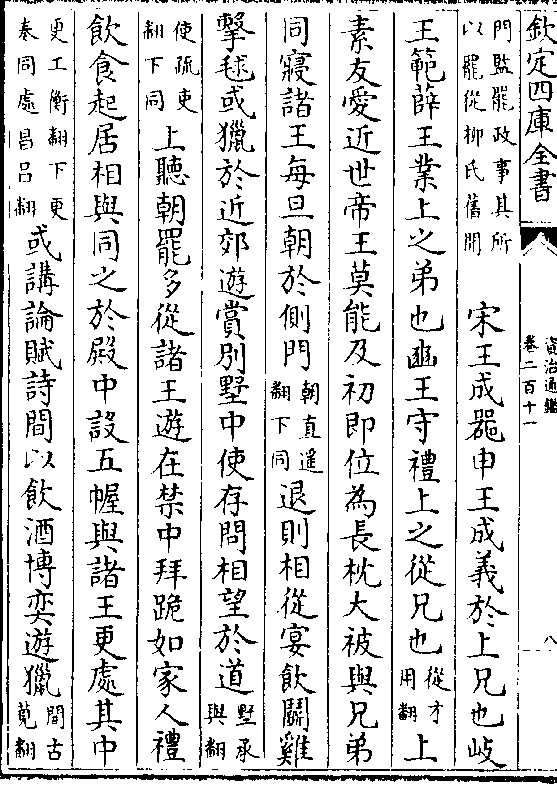 欽定四庫全書
資治通鑑
卷二百十一
八
門監罷政事其所
以罷從柳氏舊聞
宋王成器申王成義於上兄也岐
王範薛王業上之弟也豳王守禮上之從兄也
從才
用翻
上
素友愛近世帝王莫能及初即位為長枕大被與兄弟
同寢諸王每旦朝於側門
朝直遥
翻下同
退則相從宴飲鬭雞
擊毬或獵於近郊遊賞別墅中使存問相望於道
墅承
與翻
使疏吏
翻下同
上聽朝罷多從諸王遊在禁中拜跪如家人禮
飲食起居相與同之於殿中設五幄與諸王更處其中
更工衡翻下更
奏同處昌呂翻
或講論賦詩間以飲酒博奕遊獵
間古
莧翻